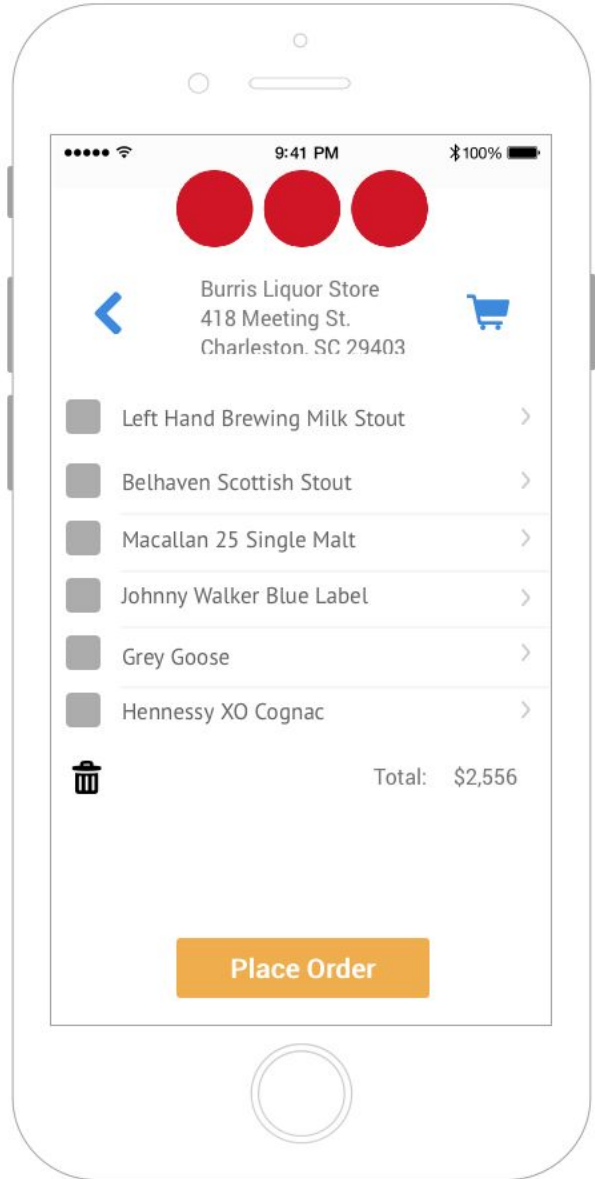 9:41 PM 100%
Burris Liquor Store
418 Meeting St.
Charleston, SC 29403
Left Hand Brewing Milk Stout
Belhaven Scottish Stout
Macallan 25 Single Malt
Johnny Walker Blue Label
Grey Goose
Hennessy XO Cognac
Total: $2,556
Place Order